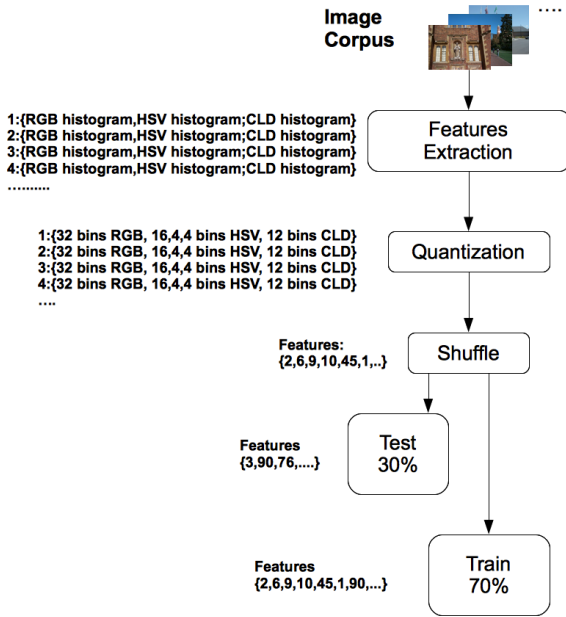 Image
Corpus
....
1:{RGB histogram,HSV histogram;CLD histogram}
2:{RGB histogram,HSV histogram;CLD histogram}
3:{RGB histogram,HSV histogram;CLD histogram}
4:{RGB histogram,HSV histogram;CLD histogram}
...........
Features
Extraction
1:{32 bins RGB, 16,4,4 bins HSV, 12 bins CLD}
2:{32 bins RGB, 16,4,4 bins HSV, 12 bins CLD}
3:{32 bins RGB, 16,4,4 bins HSV, 12 bins CLD}
4:{32 bins RGB, 16,4,4 bins HSV, 12 bins CLD}
....
Quantization
Features:
{2,6,9,10,45,1,..}
Shuffle
Features
{3,90,76,....}
Test
30%
Features
{2,6,9,10,45,1,90,...}
Train
70%